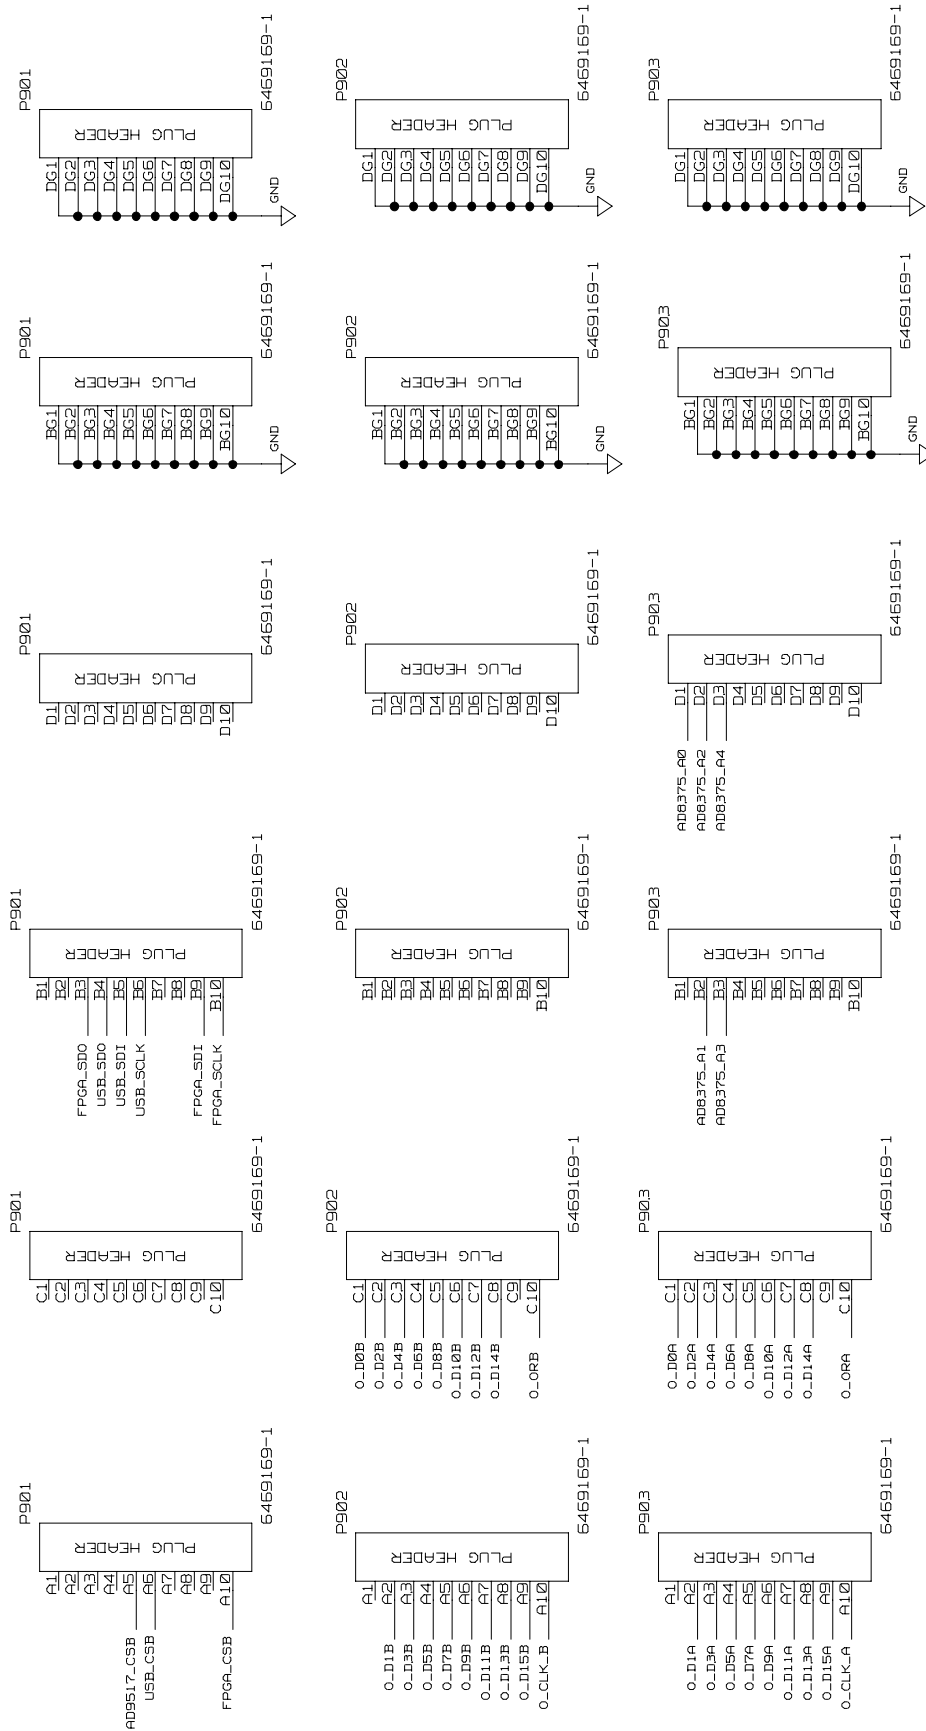 P901
PLUG HEADER
6469169-1
DG1
DG2
DG3
DG4
DG5
DG6
DG7
DG8
DG9
DG10
GND
P902
PLUG HEADER
6469169-1
DG1
DG2
DG3
DG4
DG5
DG6
DG7
DG8
DG9
DG10
GND
P903
PLUG HEADER
6469169-1
DG1
DG2
DG3
DG4
DG5
DG6
DG7
DG8
DG9
DG10
GND
P901
PLUG HEADER
6469169-1
BG1
BG2
BG3
BG4
BG5
BG6
BG7
BG8
BG9
BG10
GND
P902
PLUG HEADER
6469169-1
BG1
BG2
BG3
BG4
BG5
BG6
BG7
BG8
BG9
BG10
GND
P903
PLUG HEADER
6469169-1
BG1
BG2
BG3
BG4
BG5
BG6
BG7
BG8
BG9
BG10
GND
P901
PLUG HEADER
6469169-1
D1
D2
D3
D4
D5
D6
D7
D8
D9
D10
P902
PLUG HEADER
6469169-1
D1
D2
D3
D4
D5
D6
D7
D8
D9
D10
P903
PLUG HEADER
6469169-1
D1
D2
D3
D4
D5
D6
D7
D8
D9
D10
AD8375_A0
AD8375_A2
AD8375_A4
P901
PLUG HEADER
6469169-1
B1
B2
B3
B4
B5
B6
B7
B8
B9
B10
FPGA_SDO
USB_SDO
USB_SDI
USB_SCLK
FPGA_SDI
FPGA_SCLK
P902
PLUG HEADER
6469169-1
B1
B2
B3
B4
B5
B6
B7
B8
B9
B10
P903
PLUG HEADER
6469169-1
B1
B2
B3
B4
B5
B6
B7
B8
B9
B10
AD8375_A1
AD8375_A3
P901
PLUG HEADER
6469169-1
C1
C2
C3
C4
C5
C6
C7
C8
C9
C10
P902
PLUG HEADER
6469169-1
C1
C2
C3
C4
C5
C6
C7
C8
C9
C10
O_D0B
O_D2B
O_D4B
O_D6B
O_D8B
O_D10B
O_D12B
O_D14B
O_ORB
P903
PLUG HEADER
6469169-1
C1
C2
C3
C4
C5
C6
C7
C8
C9
C10
O_D0A
O_D2A
O_D4A
O_D6A
O_D8A
O_D10A
O_D12A
O_D14A
O_ORA
P901
PLUG HEADER
6469169-1
A1
A2
A3
A4
A5
A6
A7
A8
A9
A10
AD9517_CSB
USB_CSB
FPGA_CSB
P902
PLUG HEADER
6469169-1
A1
A2
A3
A4
A5
A6
A7
A8
A9
A10
O_D1B
O_D3B
O_D5B
O_D7B
O_D9B
O_D11B
O_D13B
O_D15B
O_CLK_B
P903
PLUG HEADER
6469169-1
A1
A2
A3
A4
A5
A6
A7
A8
A9
A10
O_D1A
O_D3A
O_D5A
O_D7A
O_D9A
O_D11A
O_D13A
O_D15A
O_CLK_A